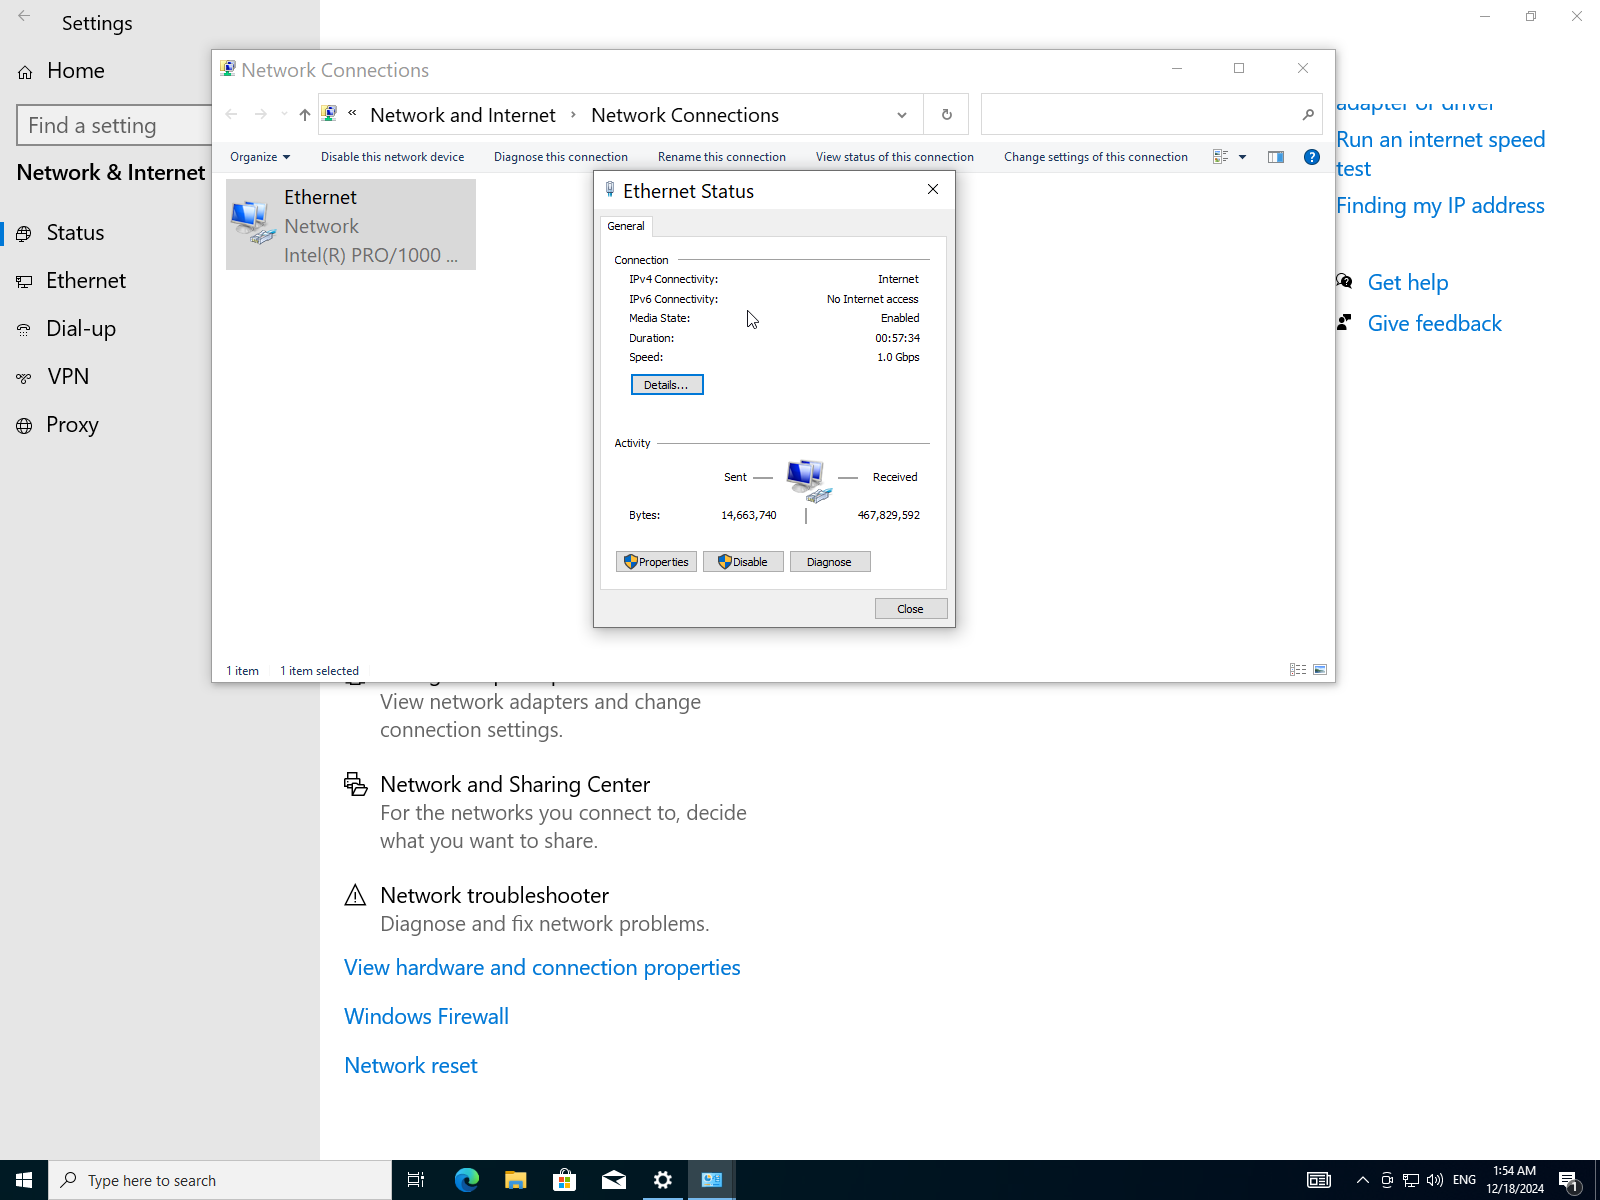 Settings
Home
Find a setting
Network & Internet
Status
Ethernet
Dial-up
VPN
Proxy
Network Connections
« Network and Internet › Network Connections
Organize
Disable this network device
Diagnose this connection
Rename this connection
View status of this connection
Change settings of this connection
Ethernet
Network
Intel(R) PRO/1000 ...
Ethernet Status
General
Connection
IPv4 Connectivity: Internet
IPv6 Connectivity: No Internet access
Media State: Enabled
Duration: 00:57:34
Speed: 1.0 Gbps
Details...
Activity
Sent
Received
Bytes: 14,663,740 467,829,592
Properties
Disable
Diagnose
Close
1 item
1 item selected
adapter or driver
Run an internet speed
test
Finding my IP address
Get help
Give feedback
View network adapters and change
connection settings.
Network and Sharing Center
For the networks you connect to, decide
what you want to share.
Network troubleshooter
Diagnose and fix network problems.
View hardware and connection properties
Windows Firewall
Network reset
Type here to search
ENG
1:54 AM
12/18/2024
1